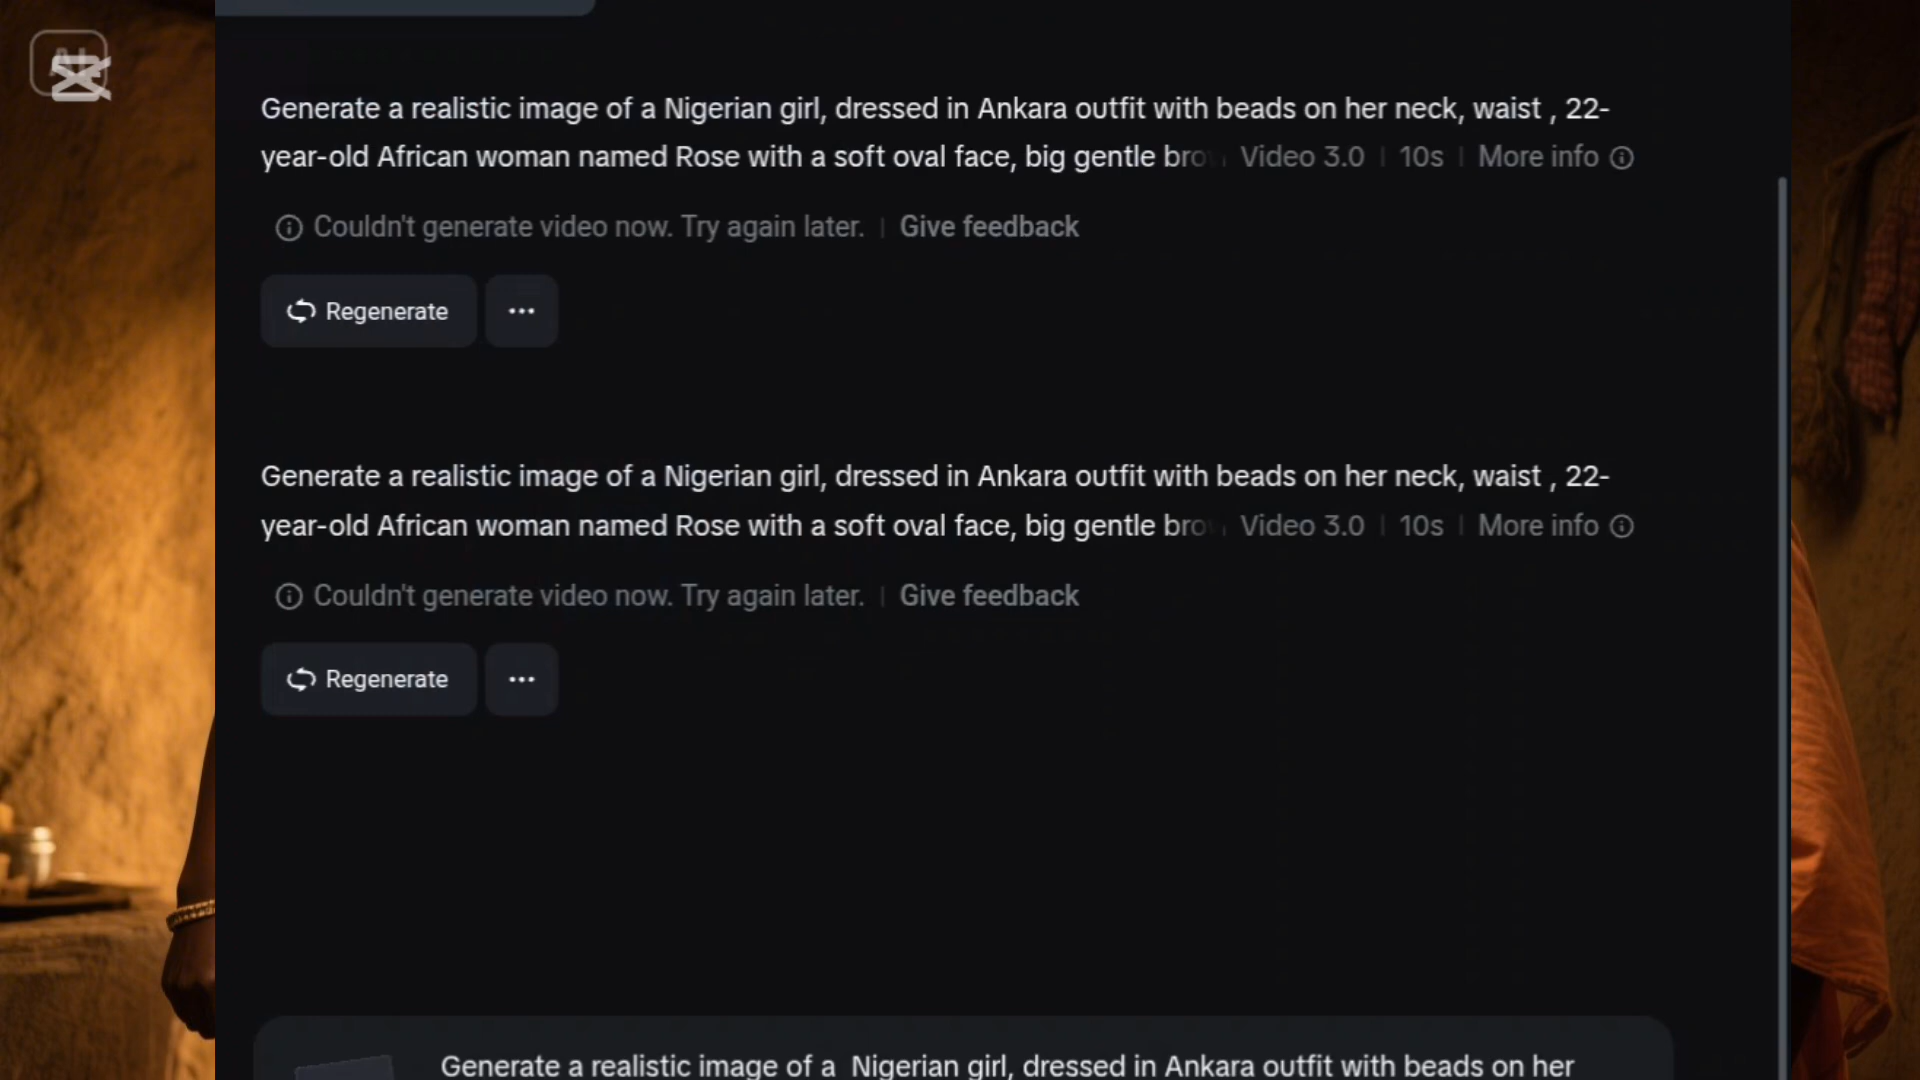 Generate a realistic image of a Nigerian girl, dressed in Ankara outfit with beads on her neck, waist , 22-
year-old African woman named Rose with a soft oval face, big gentle Video 3.0 | 10s | More info
Couldn't generate video now. Try again later. | Give feedback
Regenerate
Generate a realistic image of a Nigerian girl, dressed in Ankara outfit with beads on her neck, waist , 22-
year-old African woman named Rose with a soft oval face, big gentle Video 3.0 | 10s | More info
Couldn't generate video now. Try again later. | Give feedback
Regenerate
Generate a realistic image of a Nigerian girl, dressed in Ankara outfit with beads on her